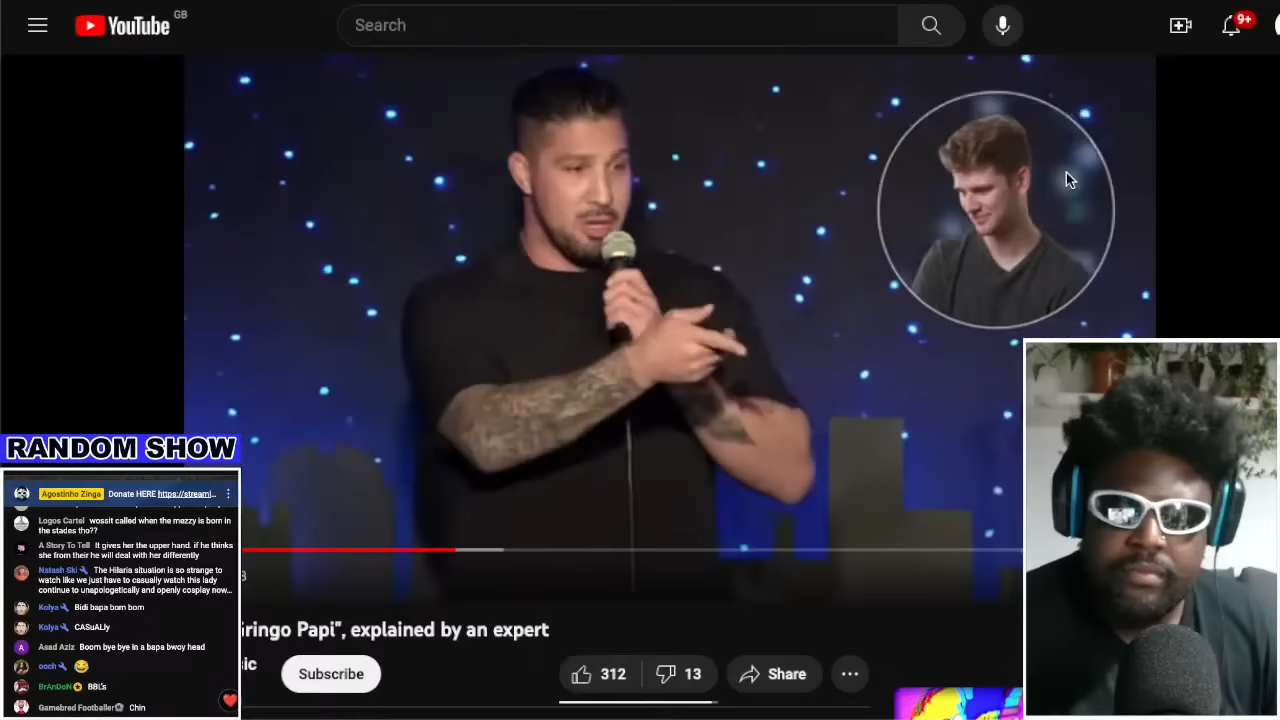 YouTube GB
Search
9+
RANDOM SHOW
Agostinho Zinga Donate HERE https://streaml...
Logos Cartel wossit called when the mezzy is born in
the stades tho??
A Story To Tell It gives her the upper hand. if he thinks
she from their he will deal with her differently
Natash Ski The Hilaria situation is so strange to
watch like we just have to casually watch this lady
continue to unapologetically and openly cosplay now...
Kolya Bidi bapa bom bom
Kolya CASuALly
Asad Aziz Boom bye bye in a bapa bwoy head
occh 😂
BrAnDoN BBL's
Gamebred Footballer Chin
Gringo Papi", explained by an expert
sic
Subscribe
312
13
Share